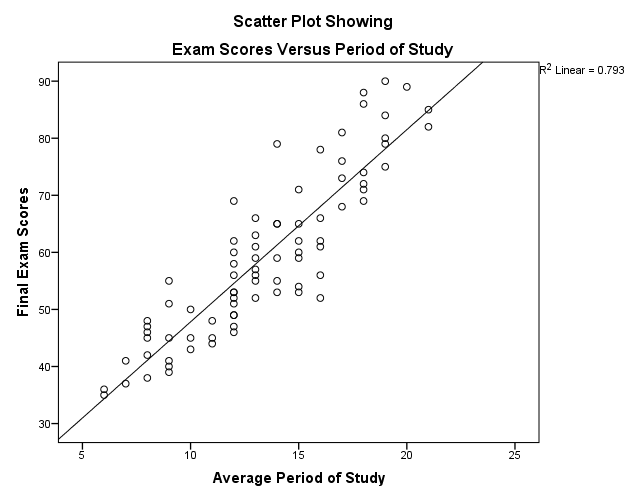 Scatter Plot Showing
Exam Scores Versus Period of Study
R2 Linear = 0.793
Final Exam Scores
90
80
70
60
50
40
30
5 10 15 20 25
Average Period of Study